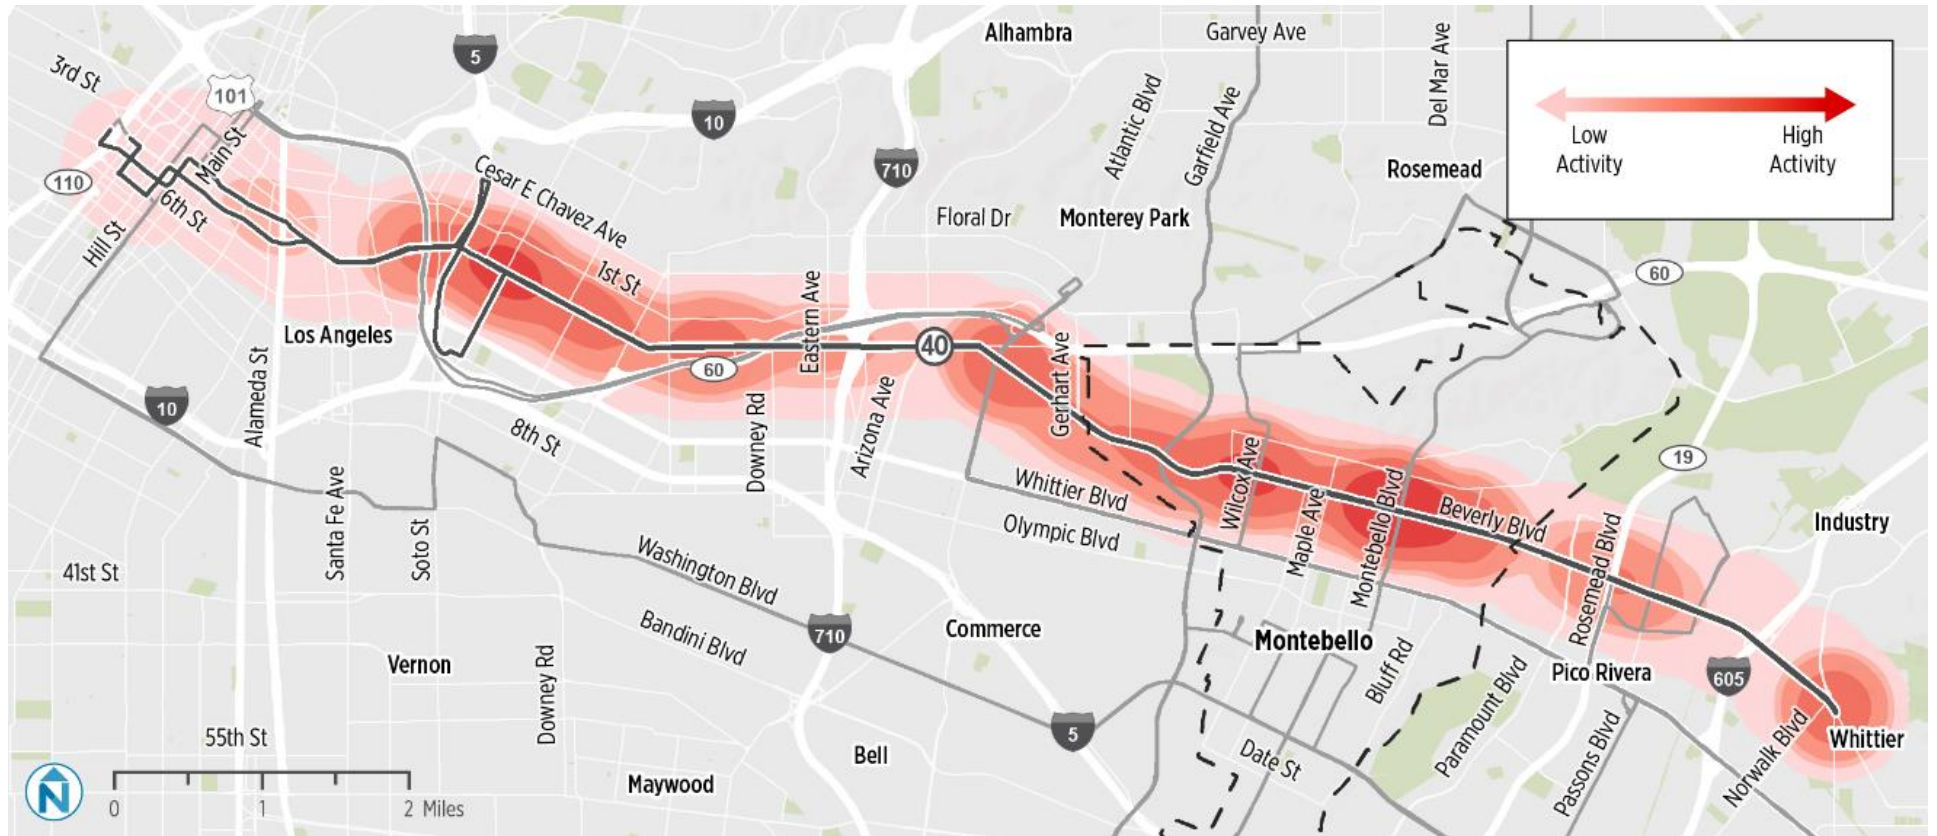 3rd St
101
5
10
710
Alhambra
Garvey Ave
Del Mar Ave
Atlantic Blvd
Garfield Ave
Low
Activity
High
Activity
Rosemead
110
Main St
6th St
Hill St
Cesar E Chavez Ave
1st St
Floral Dr
Monterey Park
60
Los Angeles
Eastern Ave
40
60
Gerhart Ave
10
Alameda St
8th St
Downey Rd
Arizona Ave
19
Santa Fe Ave
Soto St
Whittier Blvd
Olympic Blvd
Wilcox Ave
Maple Ave
Montebello Blvd
Beverly Blvd
Rosemead Blvd
Industry
41st St
Washington Blvd
Bandini Blvd
710
Commerce
Montebello
Bluff Rd
Pico Rivera
605
Vernon
Downey Rd
Paramount Blvd
Passons Blvd
Norwalk Blvd
Whittier
55th St
5
Date St
Bell
Maywood
N
0 1 2 Miles